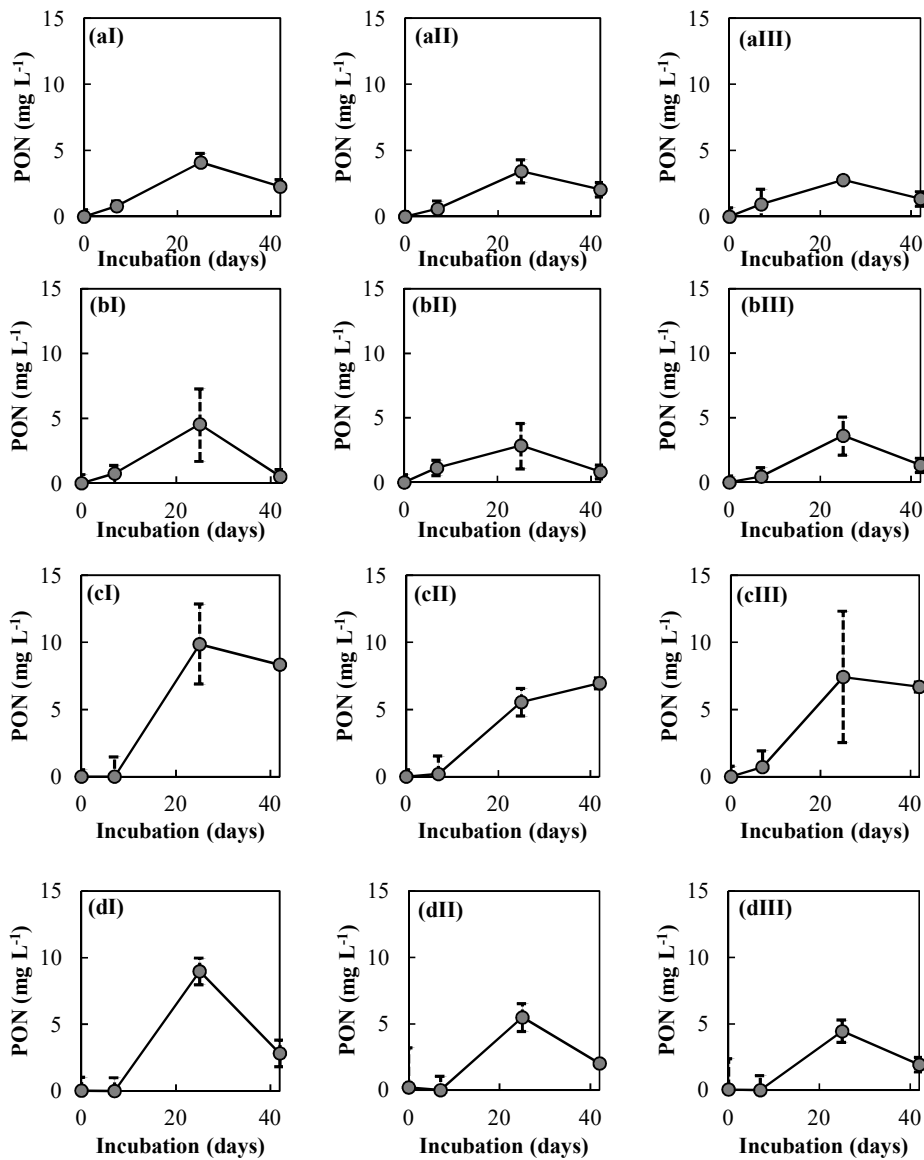 15 (aI) 15 (aII) 15 (aIII)
PON (mg L⁻¹) PON (mg L⁻¹) PON (mg L⁻¹)
10 10 10
5 5 5
0 0 0
0 20 40 0 20 40 0 20 40
Incubation (days) Incubation (days) Incubation (days)
15 (bI) 15 (bII) 15 (bIII)
PON (mg L⁻¹) PON (mg L⁻¹) PON (mg L⁻¹)
10 10 10
5 5 5
0 0 0
0 20 40 0 20 40 0 20 40
Incubation (days) Incubation (days) Incubation (days)
15 (cI) 15 (cII) 15 (cIII)
PON (mg L⁻¹) PON (mg L⁻¹) PON (mg L⁻¹)
10 10 10
5 5 5
0 0 0
0 20 40 0 20 40 0 20 40
Incubation (days) Incubation (days) Incubation (days)
15 (dI) 15 (dII) 15 (dIII)
PON (mg L⁻¹) PON (mg L⁻¹) PON (mg L⁻¹)
10 10 10
5 5 5
0 0 0
0 20 40 0 20 40 0 20 40
Incubation (days) Incubation (days) Incubation (days)